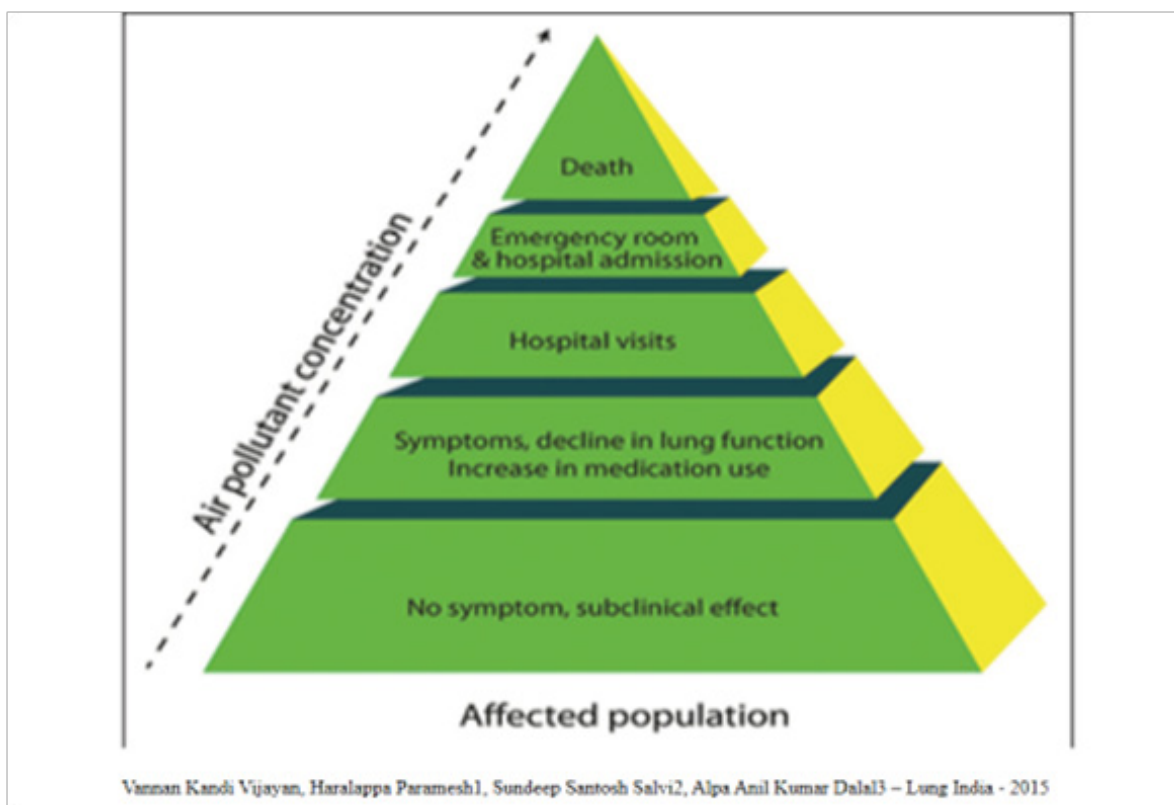 Air pollutant concentration
Death
Emergency room
& hospital admission
Hospital visits
Symptoms, decline in lung function
Increase in medication use
No symptom, subclinical effect
Affected population
Vannan Kandi Vijayan, Haralappa Paramesh1, Sundeep Santosh Salvi2, Alpa Anil Kumar Dalal3 – Lung India - 2015